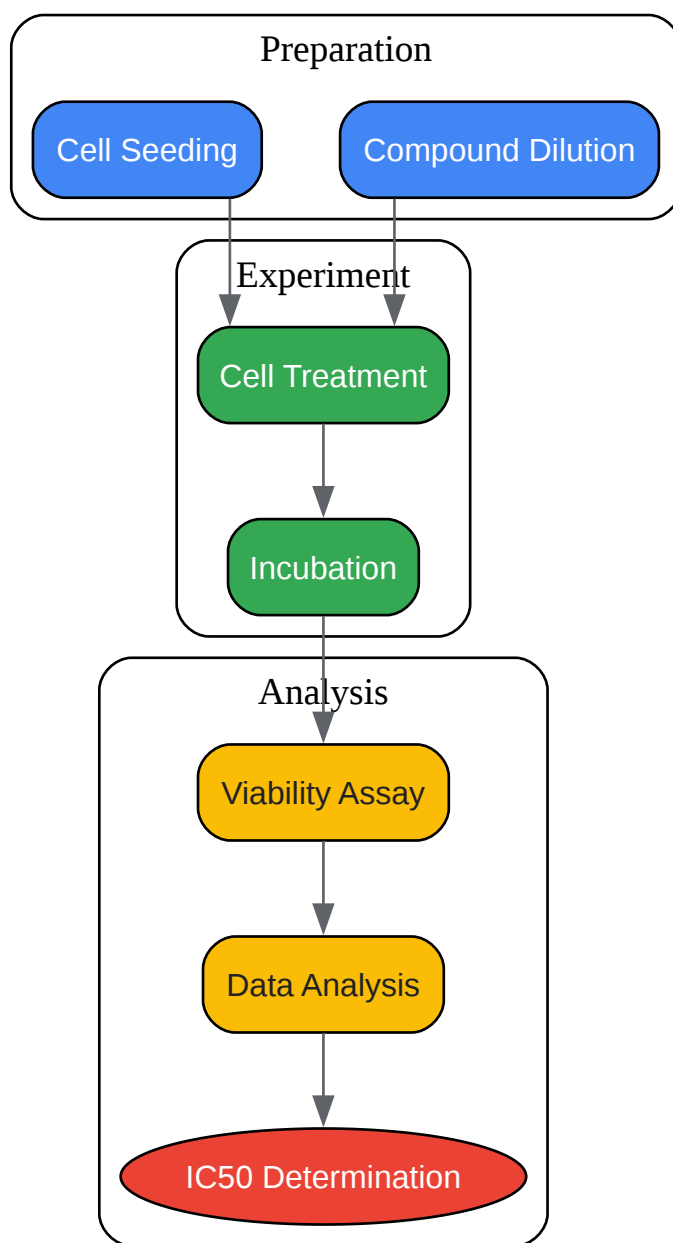 Preparation
Cell Seeding
Compound Dilution
Experiment
Cell Treatment
Incubation
Analysis
Viability Assay
Data Analysis
IC50 Determination